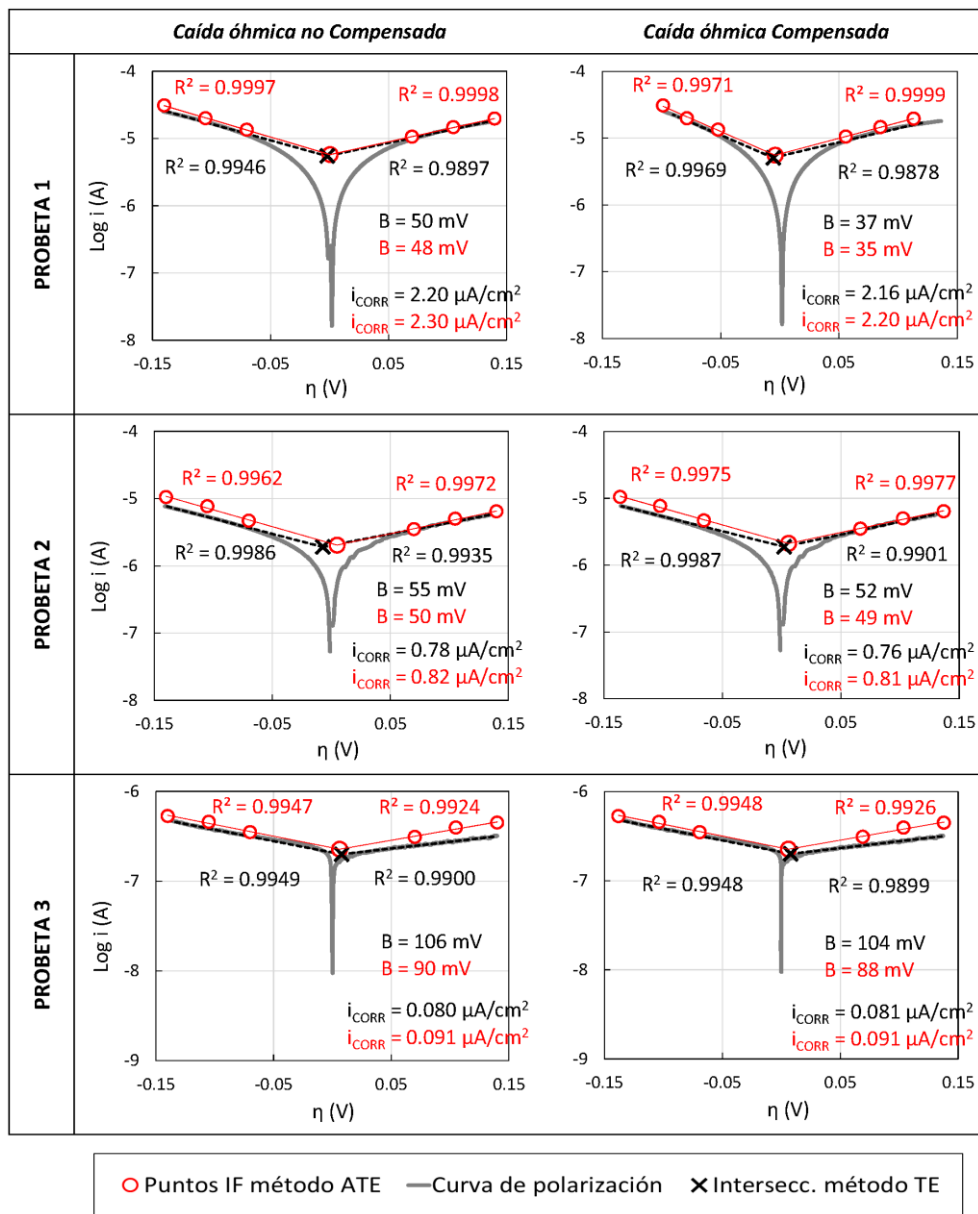 Caída óhmica no Compensada
Caída óhmica Compensada
PROBETA 1
Log i (A)
-4
-5
-6
-7
-8
R² = 0.9997
R² = 0.9998
R² = 0.9946
R² = 0.9897
B = 50 mV
B = 48 mV
iCORR = 2.20 µA/cm²
iCORR = 2.30 µA/cm²
-0.15
-0.05
0.05
0.15
η (V)
-4
-5
-6
-7
-8
R² = 0.9971
R² = 0.9999
R² = 0.9969
R² = 0.9878
B = 37 mV
B = 35 mV
iCORR = 2.16 µA/cm²
iCORR = 2.20 µA/cm²
-0.15
-0.05
0.05
0.15
η (V)
PROBETA 2
Log i (A)
-4
-5
-6
-7
-8
R² = 0.9962
R² = 0.9972
R² = 0.9986
R² = 0.9935
B = 55 mV
B = 50 mV
iCORR = 0.78 µA/cm²
iCORR = 0.82 µA/cm²
-0.15
-0.05
0.05
0.15
η (V)
-4
-5
-6
-7
-8
R² = 0.9975
R² = 0.9977
R² = 0.9987
R² = 0.9901
B = 52 mV
B = 49 mV
iCORR = 0.76 µA/cm²
iCORR = 0.81 µA/cm²
-0.15
-0.05
0.05
0.15
η (V)
PROBETA 3
Log i (A)
-6
-7
-8
-9
R² = 0.9947
R² = 0.9924
R² = 0.9949
R² = 0.9900
B = 106 mV
B = 90 mV
iCORR = 0.080 µA/cm²
iCORR = 0.091 µA/cm²
-0.15
-0.05
0.05
0.15
η (V)
-6
-7
-8
-9
R² = 0.9948
R² = 0.9926
R² = 0.9948
R² = 0.9899
B = 104 mV
B = 88 mV
iCORR = 0.081 µA/cm²
iCORR = 0.091 µA/cm²
-0.15
-0.05
0.05
0.15
η (V)
Puntos IF método ATE
Curva de polarización
Intersecc. método TE